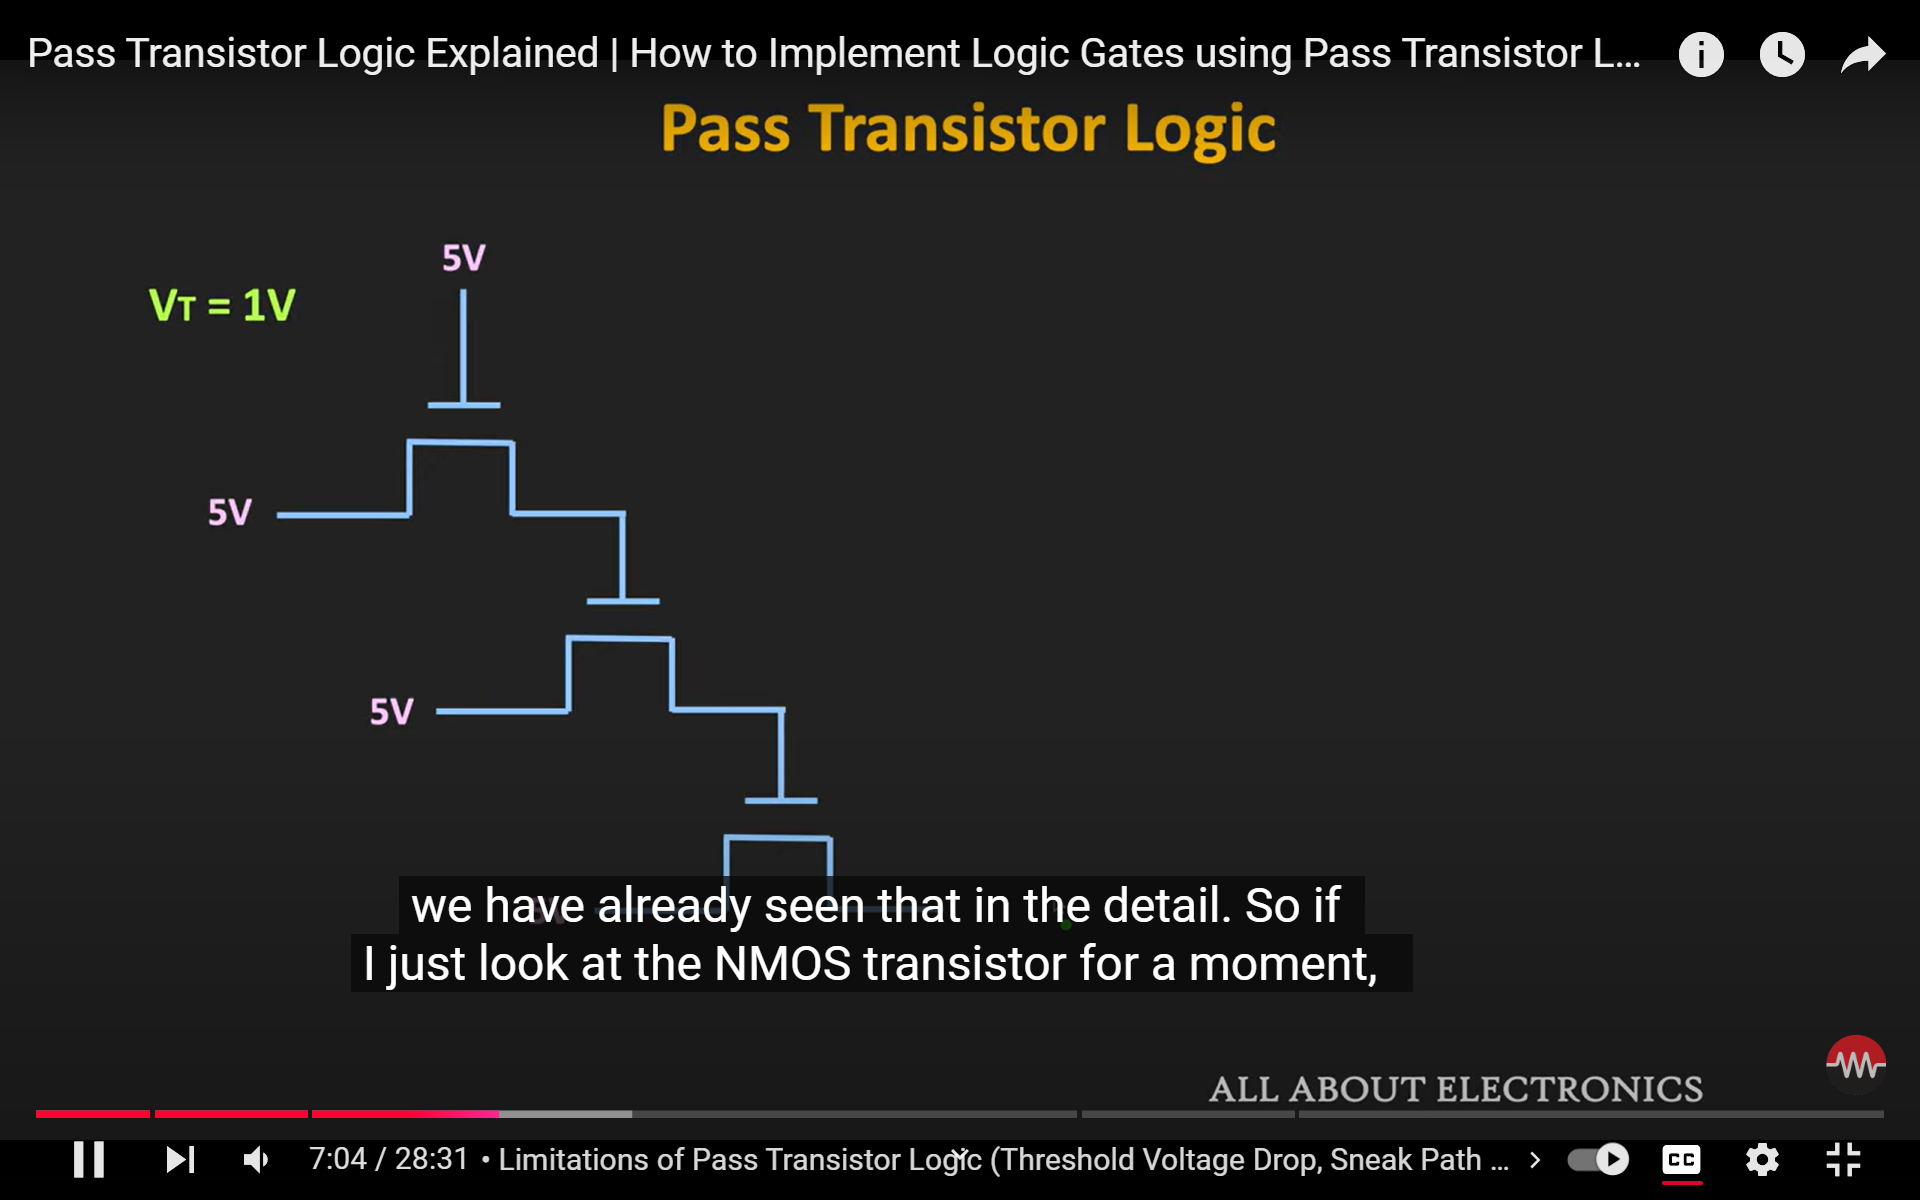 Pass Transistor Logic Explained | How to Implement Logic Gates using Pass Transistor L...
Pass Transistor Logic
5V
VT = 1V
5V
5V
we have already seen that in the detail. So if
I just look at the NMOS transistor for a moment,
ALL ABOUT ELECTRONICS
7:04 / 28:31 • Limitations of Pass Transistor Logic (Threshold Voltage Drop, Sneak Path ...
CC